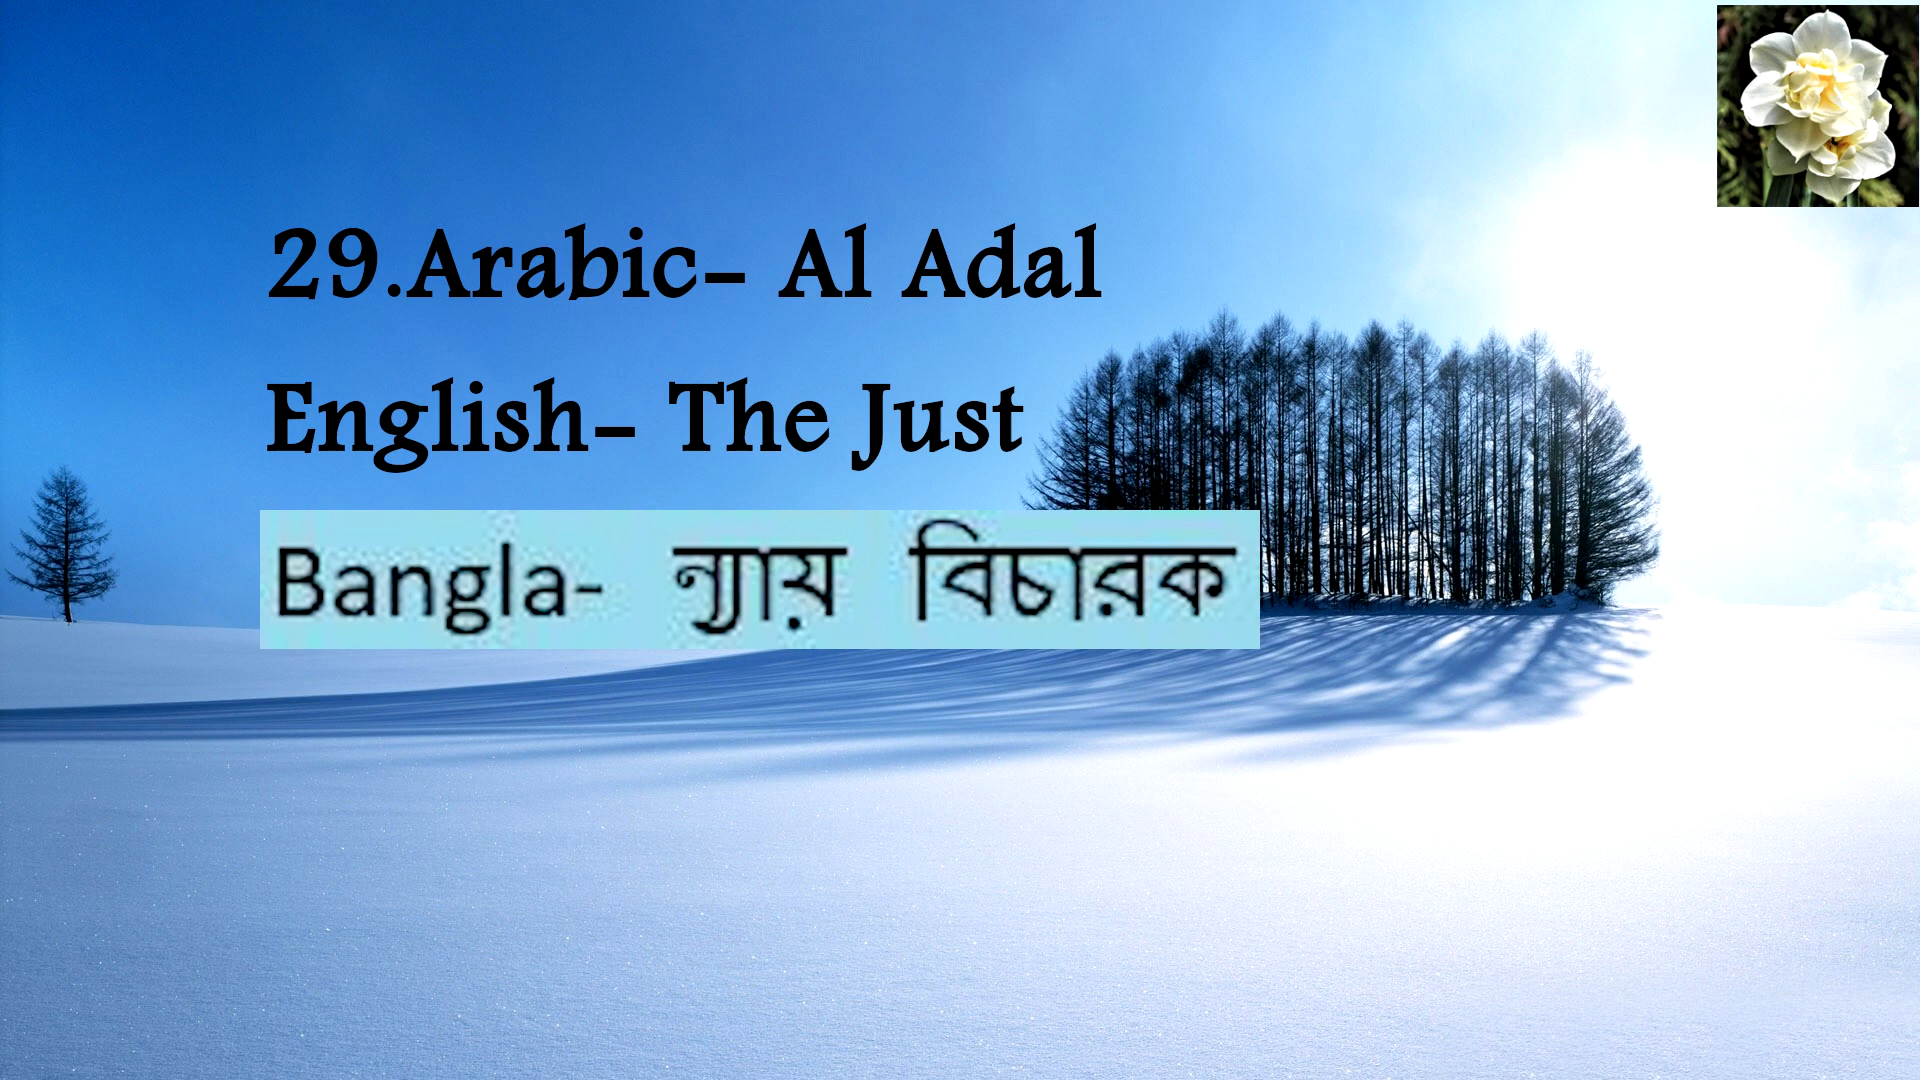 29.Arabic- Al Adal
English- The Just
Bangla- ন্যায় বিচারক